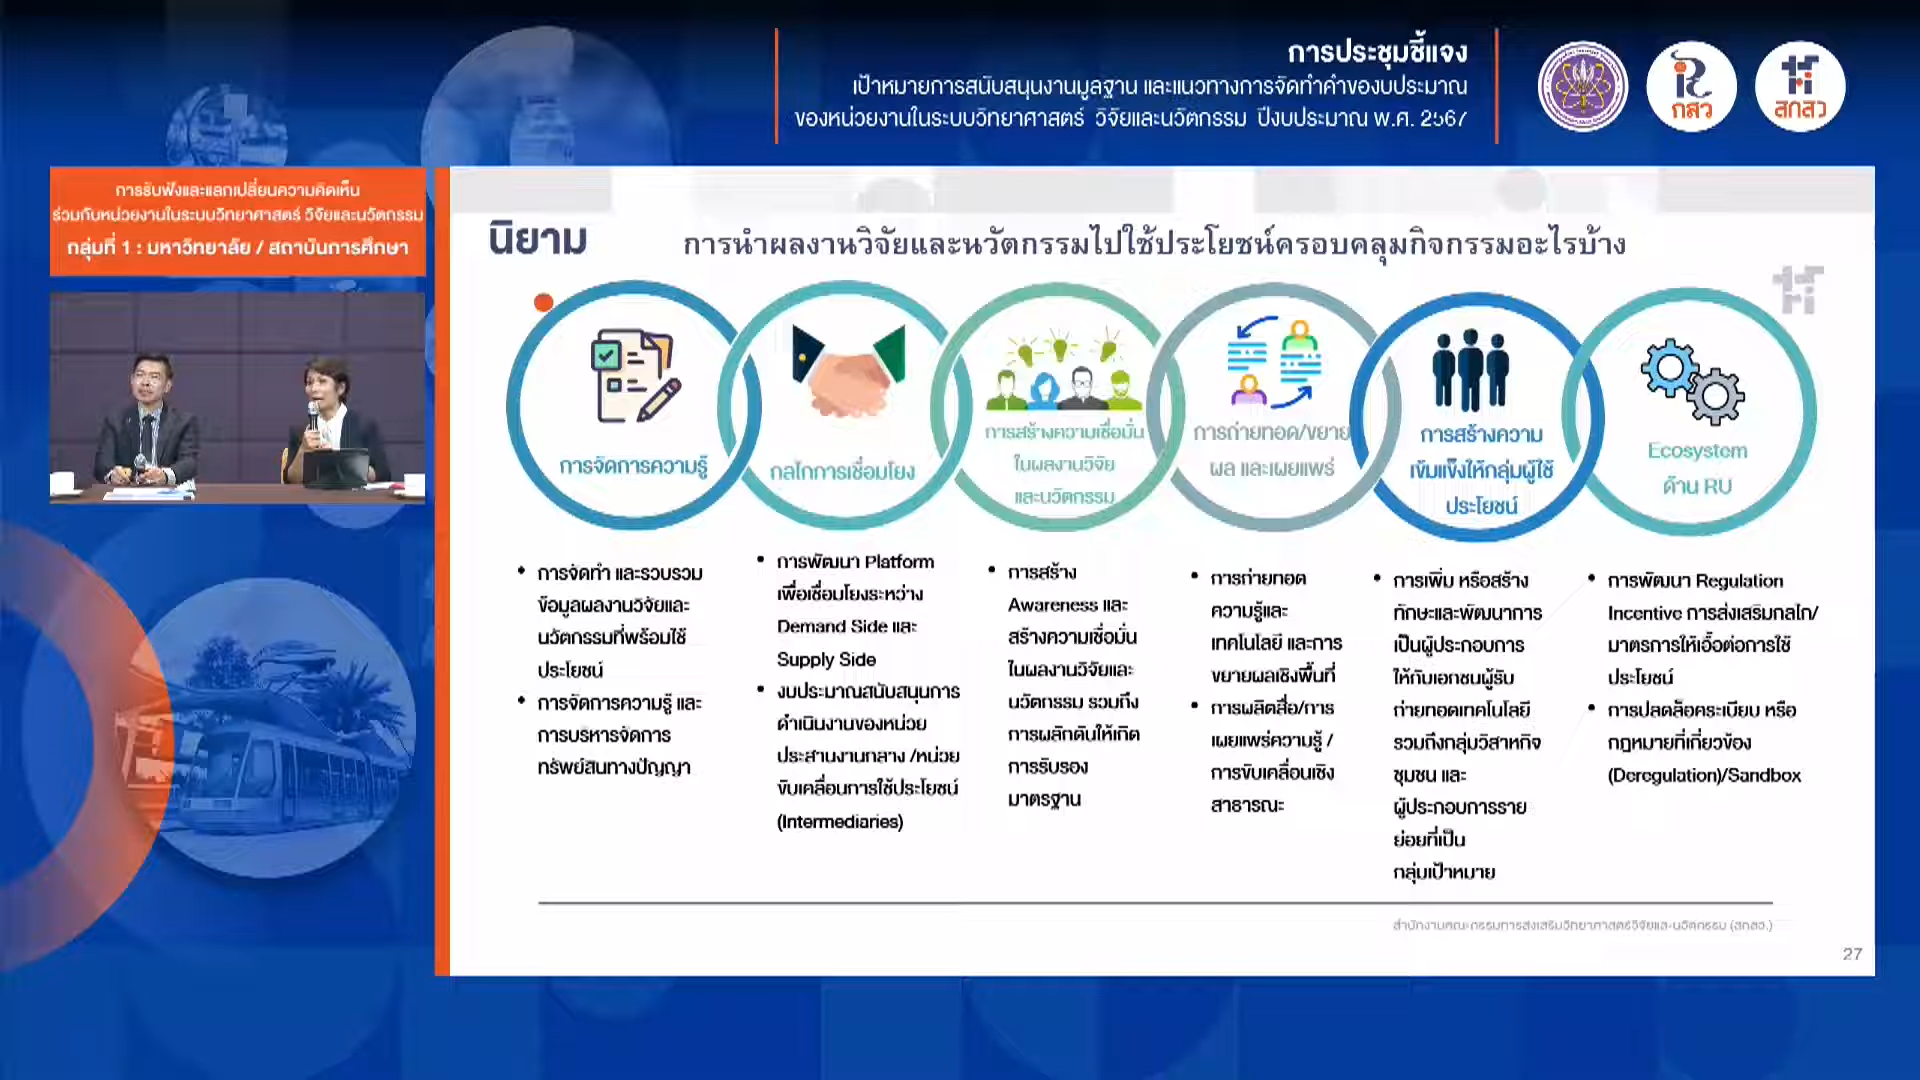 การประชุมชี้แจง
เป้าหมายการสนับสนุนงานมูลฐาน และแนวทางการจัดทำคำของบประมาณ
ของหน่วยงานในระบบวิทยาศาสตร์ วิจัยและนวัตกรรม ปีงบประมาณ พ.ศ. 2567
กสว
สกสว
การรับฟังและแลกเปลี่ยนความคิดเห็น
ร่วมกับหน่วยงานในระบบวิทยาศาสตร์ วิจัยและนวัตกรรม
กลุ่มที่ 1 : มหาวิทยาลัย / สถาบันการศึกษา
นิยาม
การนำผลงานวิจัยและนวัตกรรมไปใช้ประโยชน์ครอบคลุมกิจกรรมอะไรบ้าง
การจัดการความรู้
กลไกการเชื่อมโยง
การสร้างความเชื่อมั่น
ในผลงานวิจัย
และนวัตกรรม
การถ่ายทอด/ขยาย
ผล และเผยแพร่
การสร้างความ
เข้มแข็งให้กลุ่มผู้ใช้
ประโยชน์
Ecosystem
ด้าน RU
• การจัดทำ และรวบรวม
ข้อมูลผลงานวิจัยและ
นวัตกรรมที่พร้อมใช้
ประโยชน์
• การจัดการความรู้ และ
การบริหารจัดการ
ทรัพย์สินทางปัญญา
• การพัฒนา Platform
เพื่อเชื่อมโยงระหว่าง
Demand Side และ
Supply Side
• งบประมาณสนับสนุนการ
ดำเนินงานของหน่วย
ประสานงานกลาง /หน่วย
ขับเคลื่อนการใช้ประโยชน์
(Intermediaries)
• การสร้าง
Awareness และ
สร้างความเชื่อมั่น
ในผลงานวิจัยและ
นวัตกรรม รวมถึง
การผลักดันให้เกิด
การรับรอง
มาตรฐาน
• การถ่ายทอด
ความรู้และ
เทคโนโลยี และการ
ขยายผลเชิงพื้นที่
• การผลิตสื่อ/การ
เผยแพร่ความรู้ /
การขับเคลื่อนเชิง
สาธารณะ
• การเพิ่ม หรือสร้าง
ทักษะและพัฒนาการ
เป็นผู้ประกอบการ
ให้กับเอกชนผู้รับ
ถ่ายทอดเทคโนโลยี
รวมถึงกลุ่มวิสาหกิจ
ชุมชน และ
ผู้ประกอบการราย
ย่อยที่เป็น
กลุ่มเป้าหมาย
• การพัฒนา Regulation
Incentive การส่งเสริมกลไก/
มาตรการให้เอื้อต่อการใช้
ประโยชน์
• การปลดล็อคระเบียบ หรือ
กฎหมายที่เกี่ยวข้อง
(Deregulation)/Sandbox
สำนักงานคณะกรรมการส่งเสริมวิทยาศาสตร์วิจัยและนวัตกรรม (สกสว.)
27